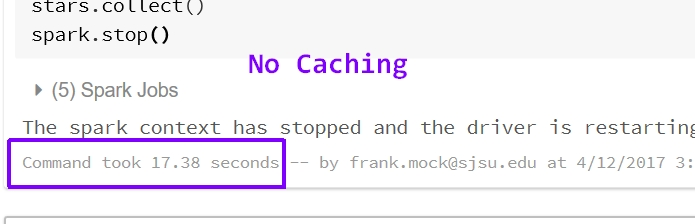 stars.collect()
spark.stop()
No Caching
(5) Spark Jobs
The spark context has stopped and the driver is restarting
Command took 17.38 seconds -- by frank.mock@sjsu.edu at 4/12/2017 3: